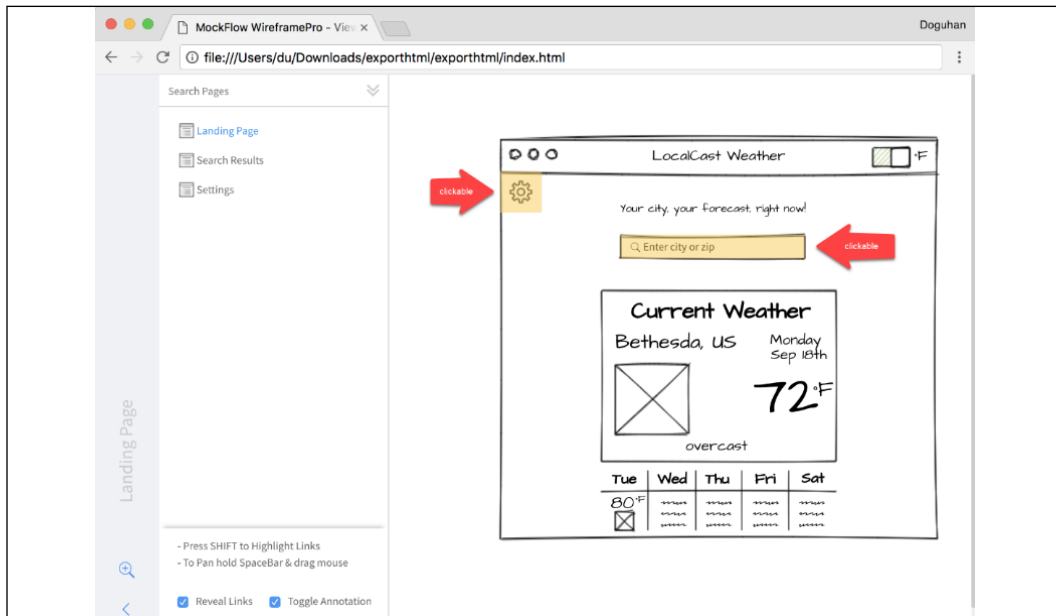 MockFlow WireframePro - View
Doguhan
file:///Users/du/Downloads/exporthtml/exporthtml/index.html
Search Pages
Landing Page
Search Results
Settings
Landing Page
- Press SHIFT to Highlight Links
- To Pan hold SpaceBar & drag mouse
Reveal Links
Toggle Annotation
LocalCast Weather
°F
clickable
Your city, your forecast, right now!
Enter city or zip
clickable
Current Weather
Bethesda, US
Monday
Sep 18th
72°F
overcast
Tue Wed Thu Fri Sat
80°F